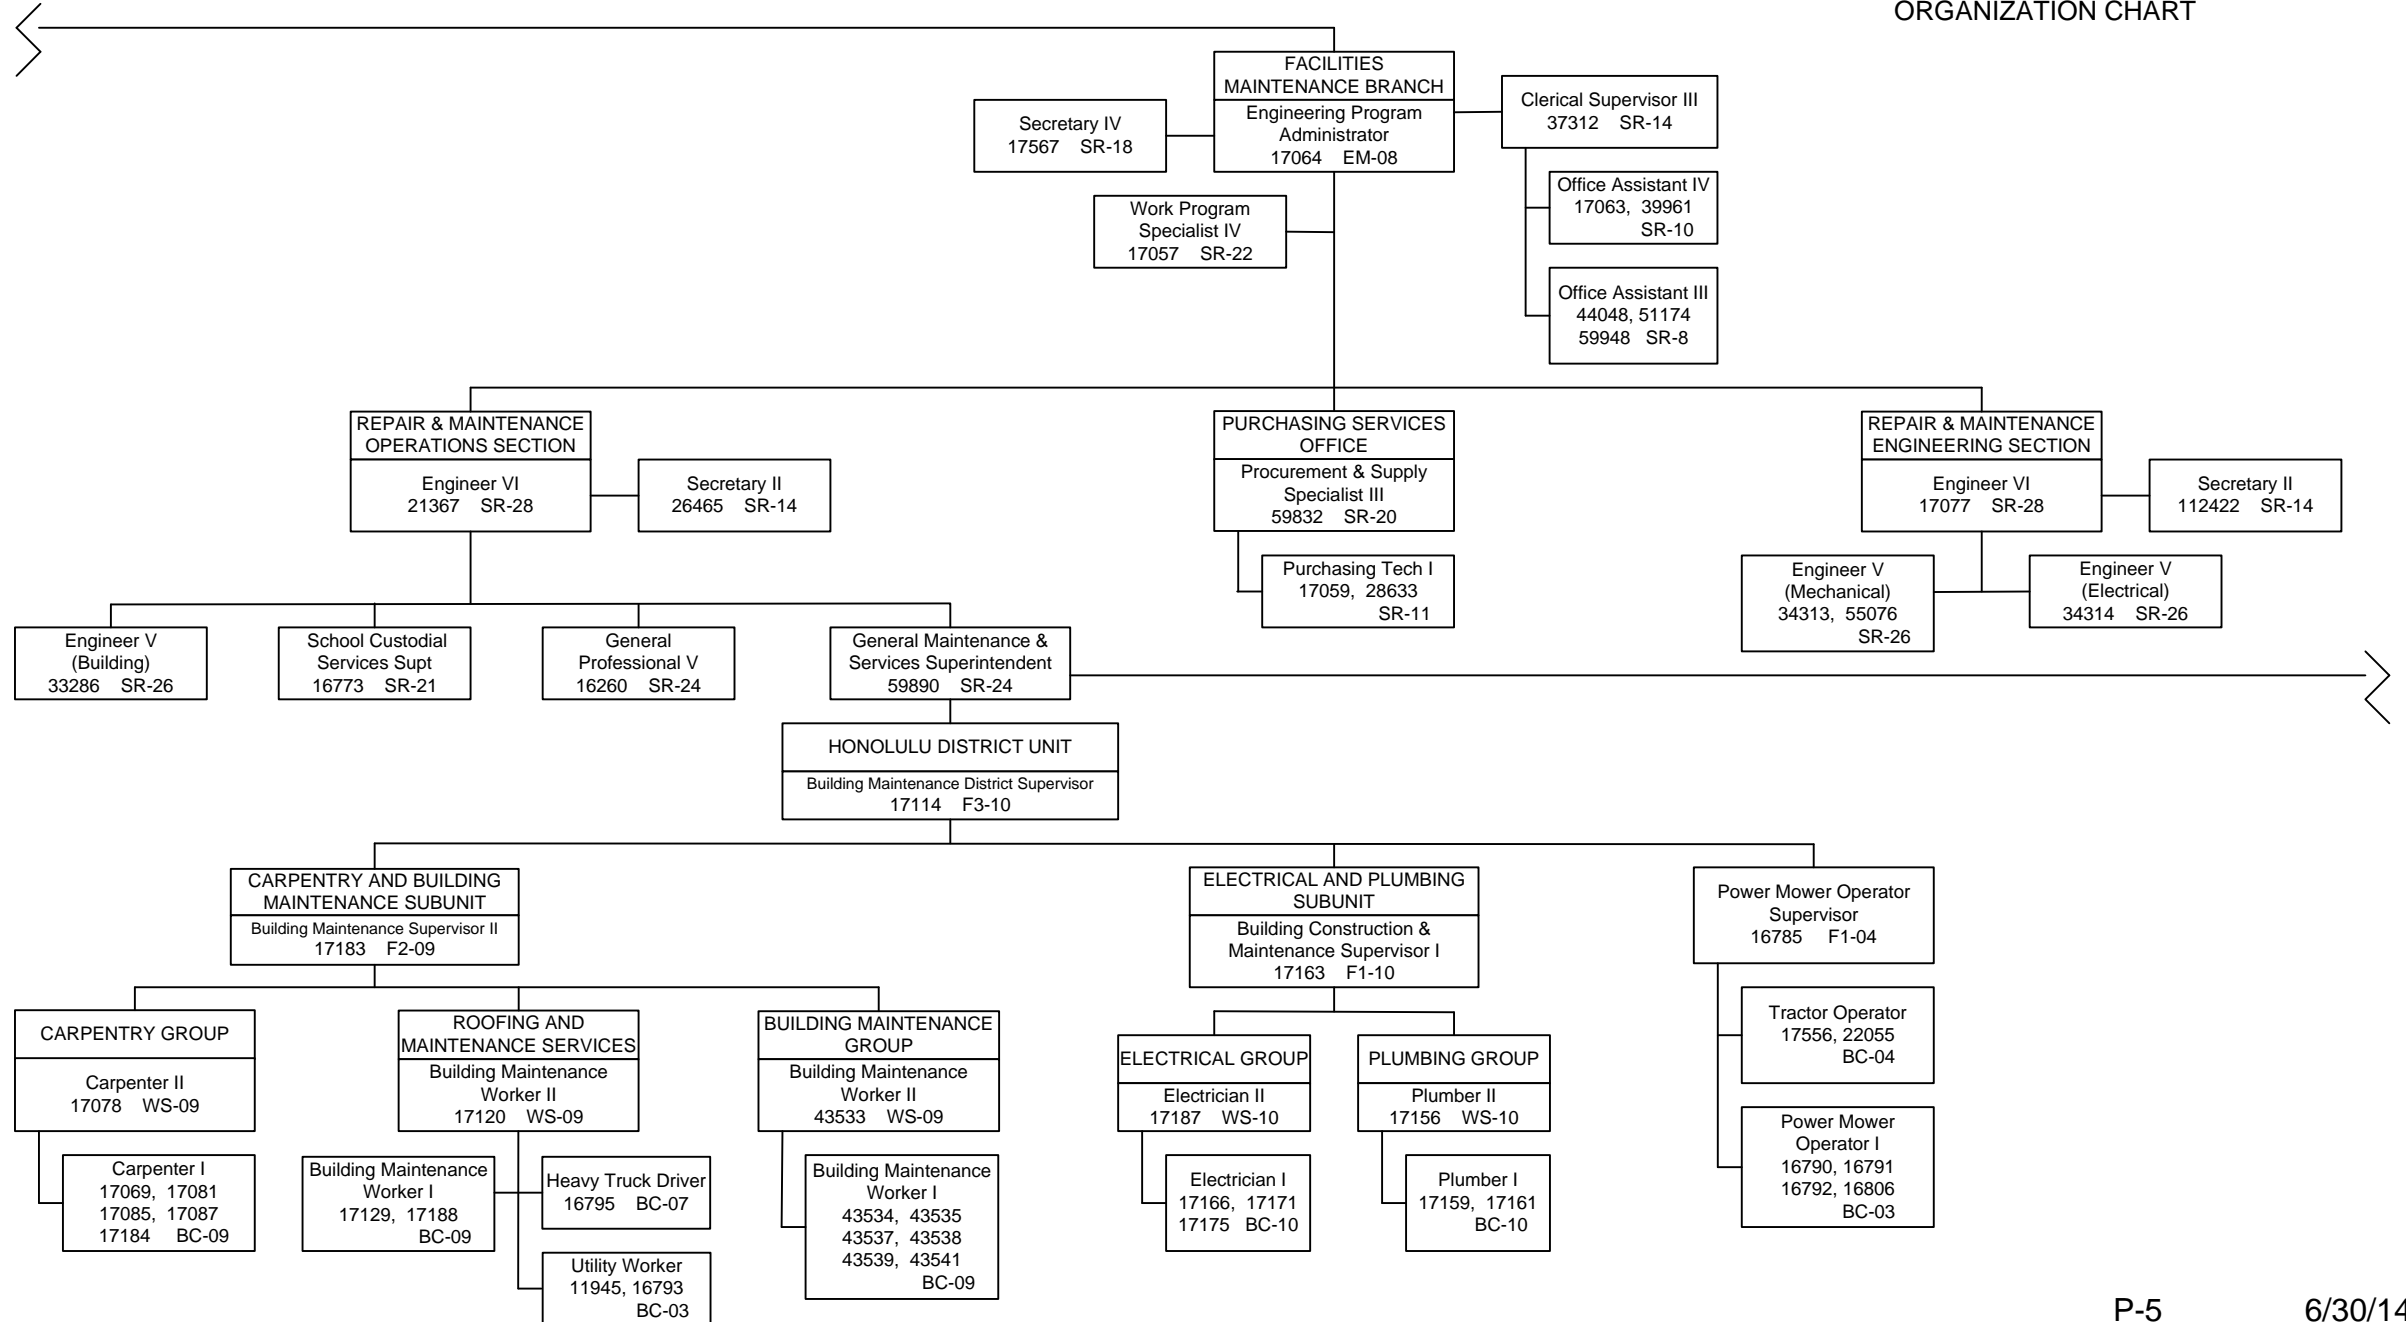 ORGANIZATION CHART
FACILITIES
MAINTENANCE BRANCH
Engineering Program
Administrator
17064 EM-08
Secretary IV
17567 SR-18
Clerical Supervisor III
37312 SR-14
Office Assistant IV
17063, 39961
SR-10
Work Program
Specialist IV
17057 SR-22
Office Assistant III
44048, 51174
59948 SR-8
REPAIR & MAINTENANCE
OPERATIONS SECTION
Engineer VI
21367 SR-28
Secretary II
26465 SR-14
PURCHASING SERVICES
OFFICE
Procurement & Supply
Specialist III
59832 SR-20
Purchasing Tech I
17059, 28633
SR-11
REPAIR & MAINTENANCE
ENGINEERING SECTION
Engineer VI
17077 SR-28
Secretary II
112422 SR-14
Engineer V
(Mechanical)
34313, 55076
SR-26
Engineer V
(Electrical)
34314 SR-26
Engineer V
(Building)
33286 SR-26
School Custodial
Services Supt
16773 SR-21
General
Professional V
16260 SR-24
General Maintenance &
Services Superintendent
59890 SR-24
HONOLULU DISTRICT UNIT
Building Maintenance District Supervisor
17114 F3-10
CARPENTRY AND BUILDING
MAINTENANCE SUBUNIT
Building Maintenance Supervisor II
17183 F2-09
ELECTRICAL AND PLUMBING
SUBUNIT
Building Construction &
Maintenance Supervisor I
17163 F1-10
Power Mower Operator
Supervisor
16785 F1-04
CARPENTRY GROUP
Carpenter II
17078 WS-09
Carpenter I
17069, 17081
17085, 17087
17184 BC-09
ROOFING AND
MAINTENANCE SERVICES
Building Maintenance
Worker II
17120 WS-09
Building Maintenance
Worker I
17129, 17188
BC-09
Heavy Truck Driver
16795 BC-07
Utility Worker
11945, 16793
BC-03
BUILDING MAINTENANCE
GROUP
Building Maintenance
Worker II
43533 WS-09
Building Maintenance
Worker I
43534, 43535
43537, 43538
43539, 43541
BC-09
ELECTRICAL GROUP
Electrician II
17187 WS-10
Electrician I
17166, 17171
17175 BC-10
PLUMBING GROUP
Plumber II
17156 WS-10
Plumber I
17159, 17161
BC-10
Tractor Operator
17556, 22055
BC-04
Power Mower
Operator I
16790, 16791
16792, 16806
BC-03
P-5 6/30/14